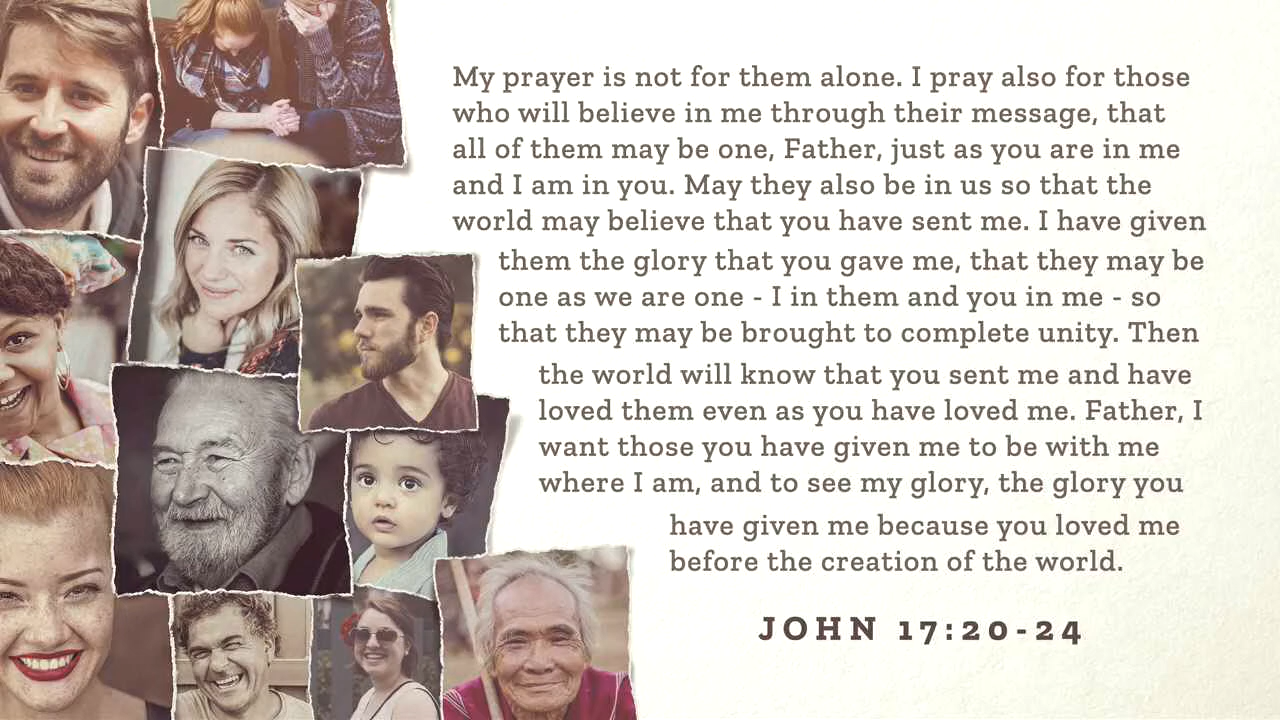 My prayer is not for them alone. I pray also for those
who will believe in me through their message, that
all of them may be one, Father, just as you are in me
and I am in you. May they also be in us so that the
world may believe that you have sent me. I have given
them the glory that you gave me, that they may be
one as we are one - I in them and you in me - so
that they may be brought to complete unity. Then
the world will know that you sent me and have
loved them even as you have loved me. Father, I
want those you have given me to be with me
where I am, and to see my glory, the glory you
have given me because you loved me
before the creation of the world.
JOHN 17:20-24